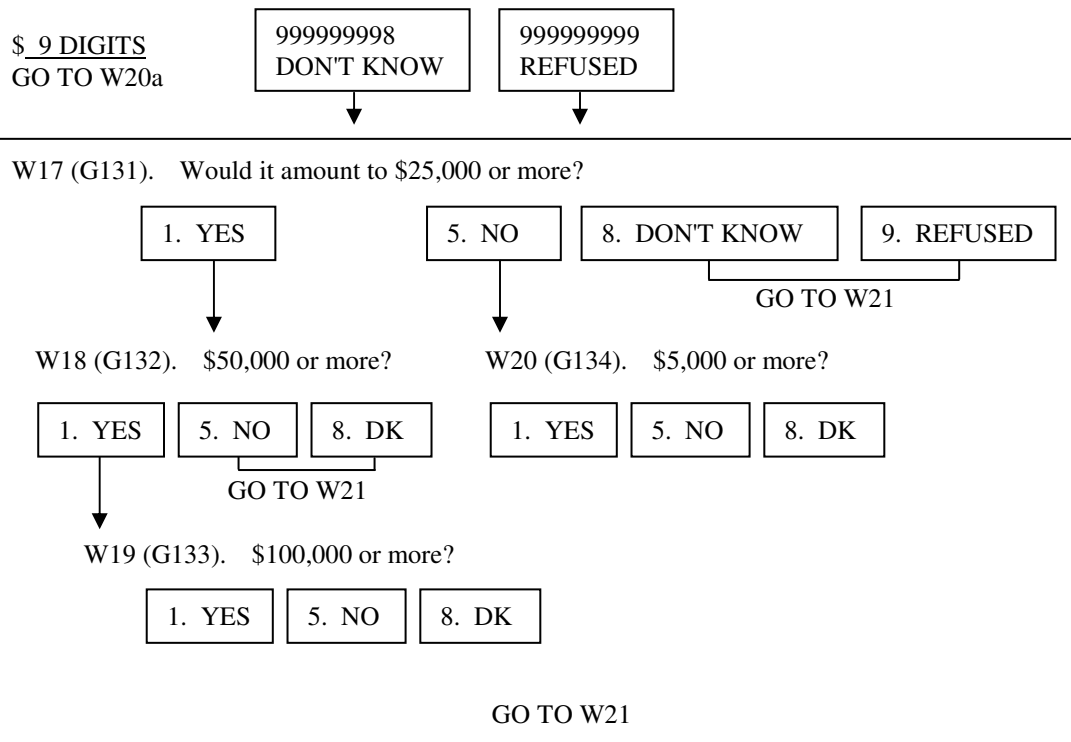 $ 9 DIGITS
GO TO W20a
999999998
DON'T KNOW
999999999
REFUSED
W17 (G131). Would it amount to $25,000 or more?
1. YES
5. NO
8. DON'T KNOW
9. REFUSED
GO TO W21
W18 (G132). $50,000 or more?
W20 (G134). $5,000 or more?
1. YES
5. NO
8. DK
1. YES
5. NO
8. DK
GO TO W21
W19 (G133). $100,000 or more?
1. YES
5. NO
8. DK
GO TO W21